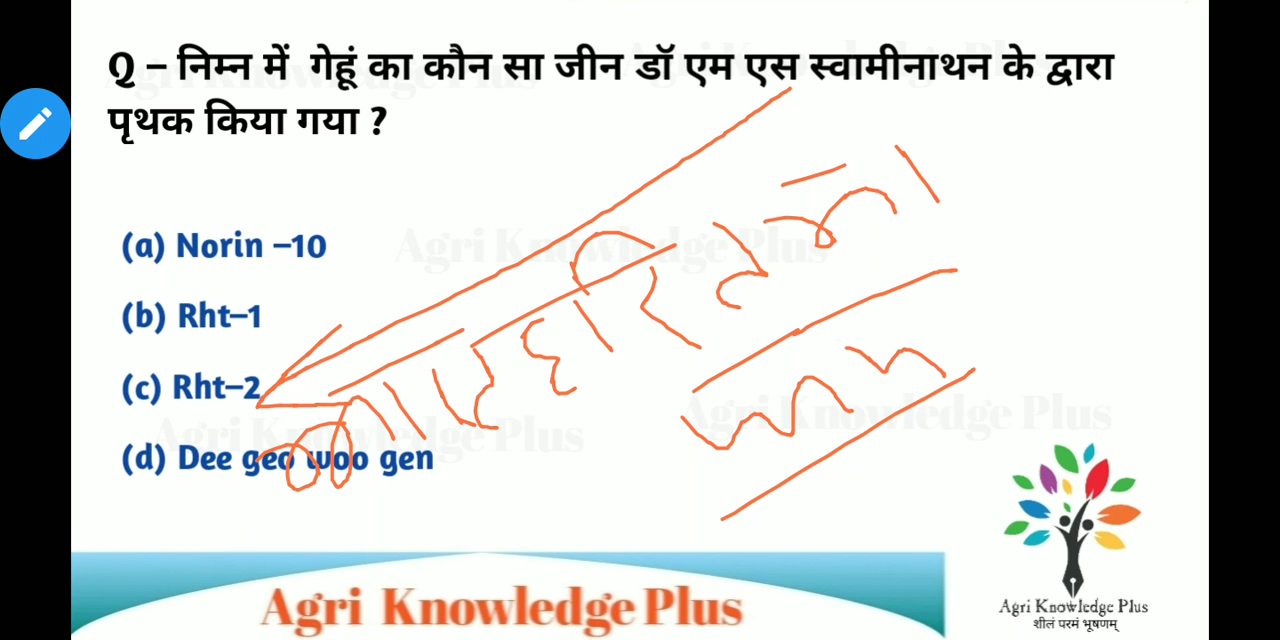 Q – निम्न में गेहूं का कौन सा जीन डॉ एम एस स्वामीनाथन के द्वारा
पृथक किया गया ?
(a) Norin –10
(b) Rht–1
(c) Rht–2
(d) Dee geo woo gen
Agri Knowledge Plus
Agri Knowledge Plus
शीलं परमं भूषणम्